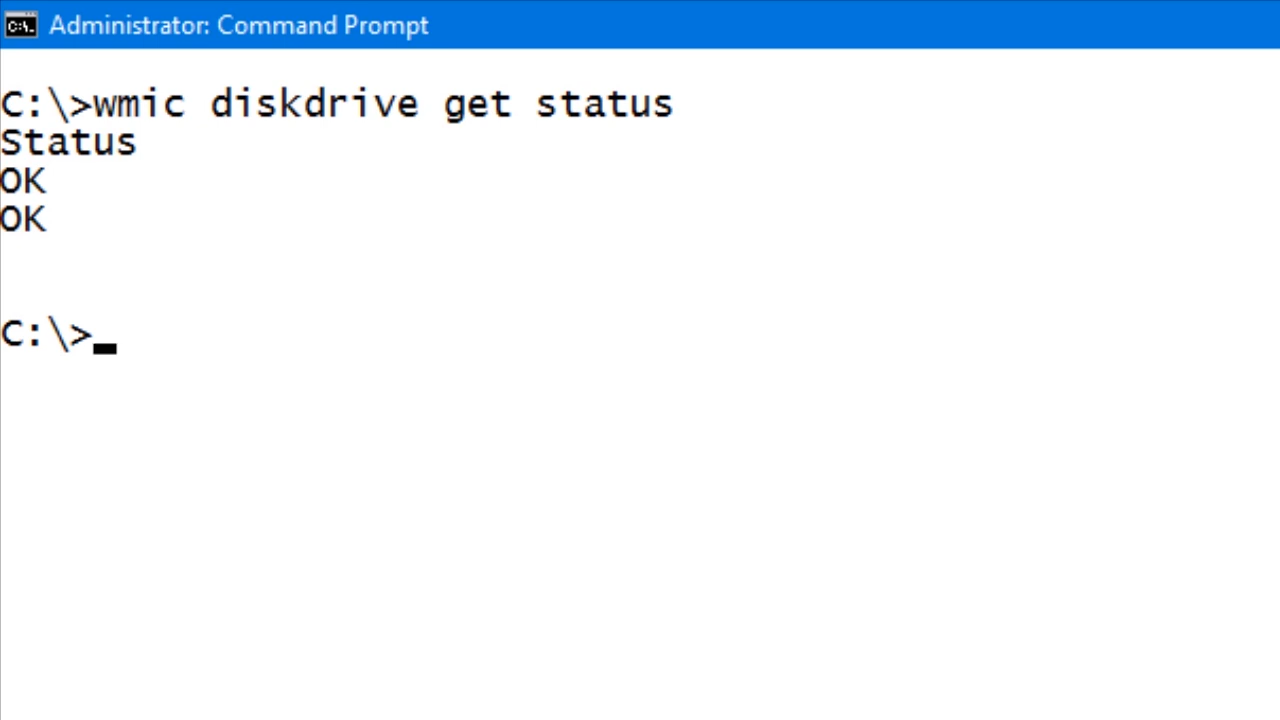 Administrator: Command Prompt
C:\>wmic diskdrive get status
Status
OK
OK
C:\>